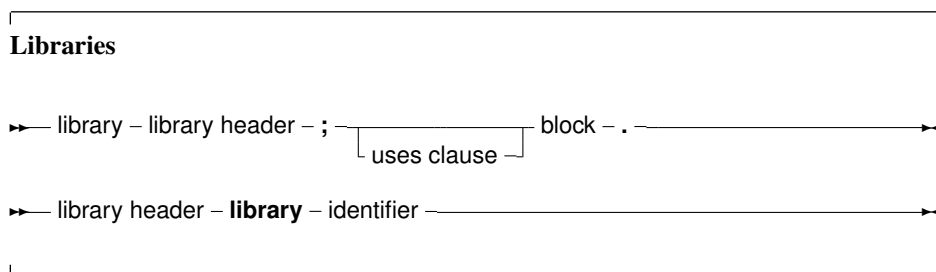 Libraries
library – library header – ; – block – .
uses clause
library header – library – identifier